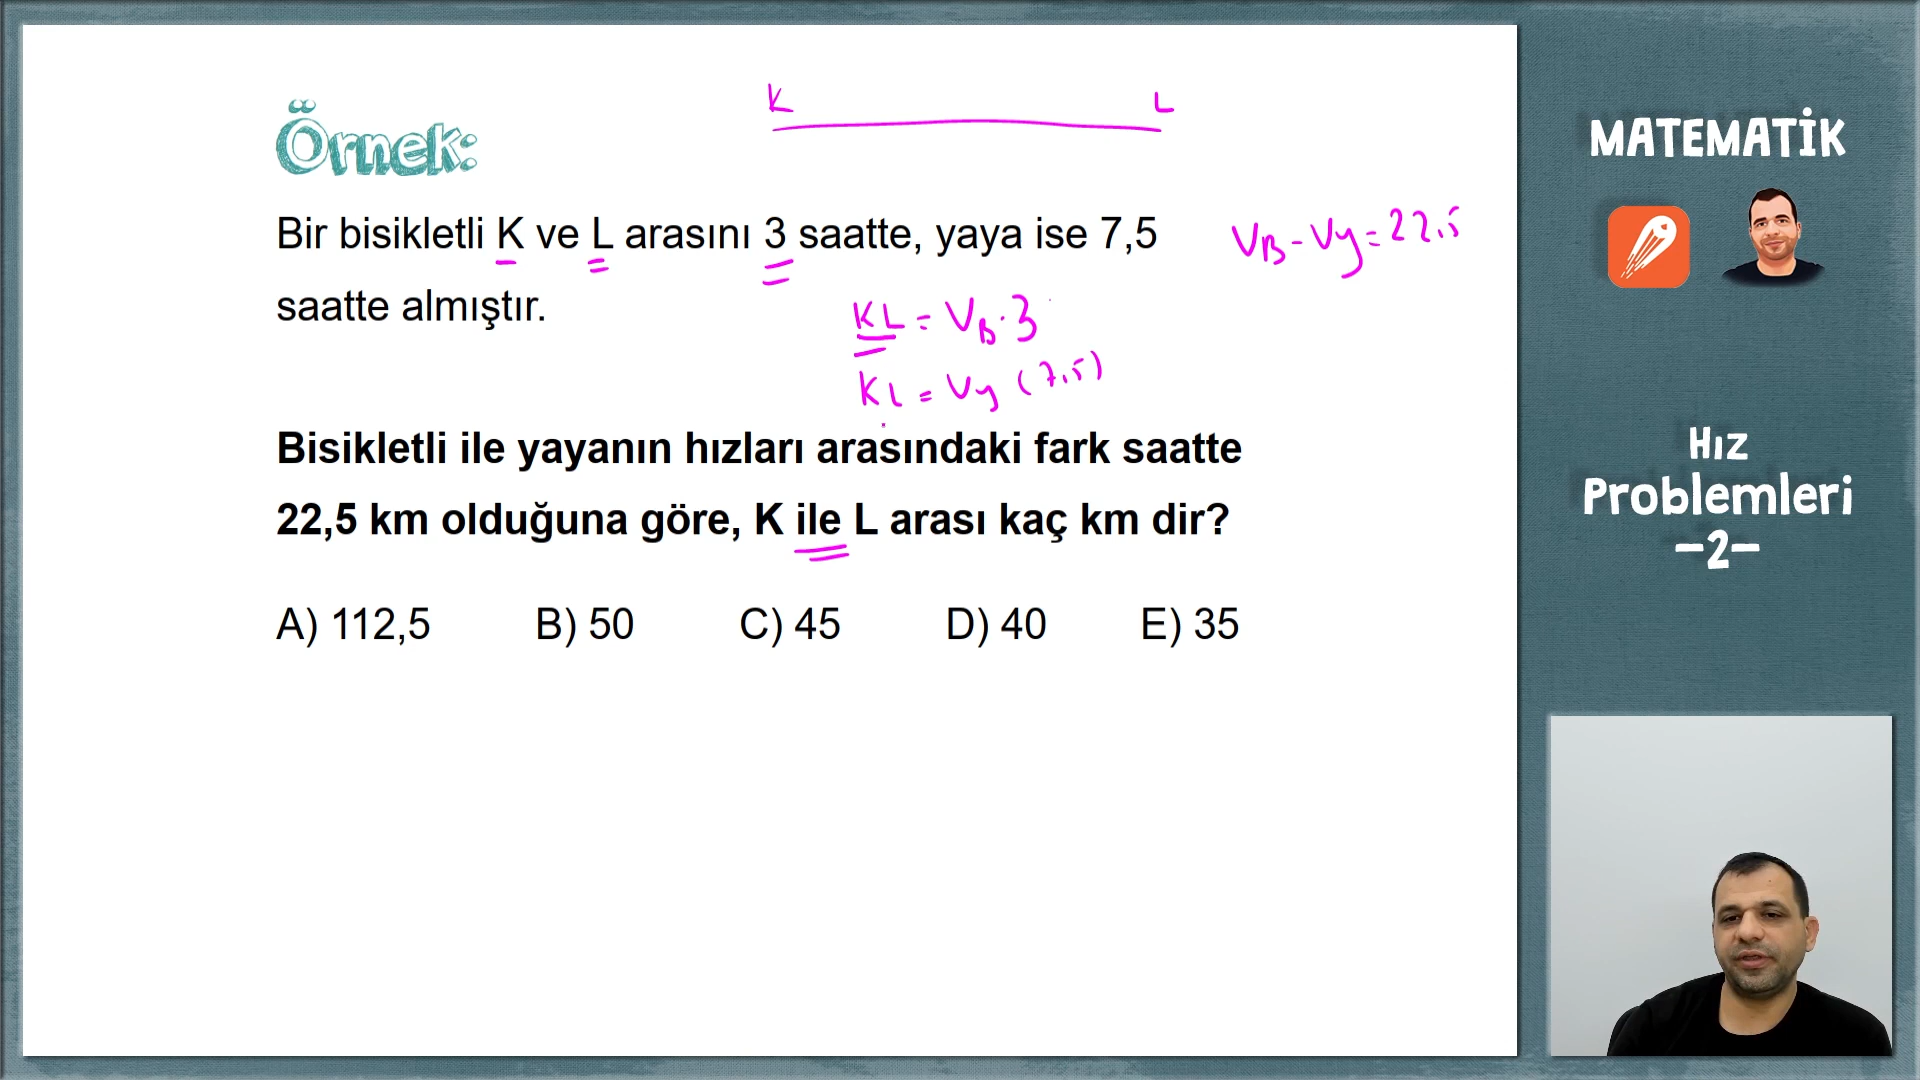 K L
Örnek:
Bir bisikletli K ve L arasını 3 saatte, yaya ise 7,5
saatte almıştır.
VB - Vy = 22,5
KL = VB . 3
KL = Vy (7,5)
Bisikletli ile yayanın hızları arasındaki fark saatte
22,5 km olduğuna göre, K ile L arası kaç km dir?
A) 112,5 B) 50 C) 45 D) 40 E) 35
MATEMATİK
Hız
Problemleri
-2-